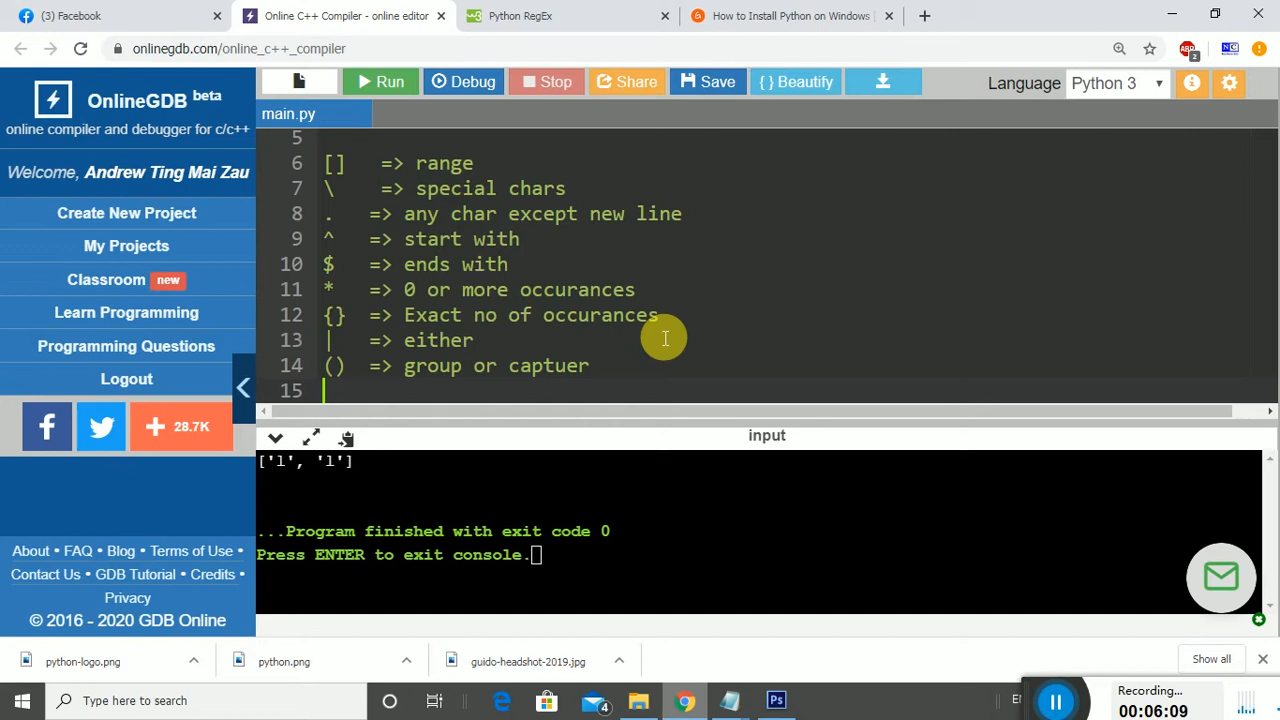 (4) Facebook
Online C++ Compiler - online editor
Python RegEx
How to Install Python on Windows
onlinegdb.com/online_c++_compiler
2
OnlineGDB beta
online compiler and debugger for c/c++
Welcome, Andrew Ting Mai Zau
Create New Project
My Projects
Classroom new
Learn Programming
Programming Questions
Logout
28.7K
About • FAQ • Blog • Terms of Use •
Contact Us • GDB Tutorial • Credits •
Privacy
© 2016 - 2020 GDB Online
Run Debug Stop Share Save { } Beautify
Language Python 3
main.py
5
6 [] => range
7 \ => special chars
8 . => any char except new line
9 ^ => start with
10 $ => ends with
11 * => 0 or more occurances
12 {} => Exact no of occurances
13 | => either
14 () => group or captuer
15
input
['l', 'l']
...Program finished with exit code 0
Press ENTER to exit console.
python-logo.png
python.png
guido-headshot-2019.jpg
Show all
Type here to search
4
Ps
Recording...
00:06:09